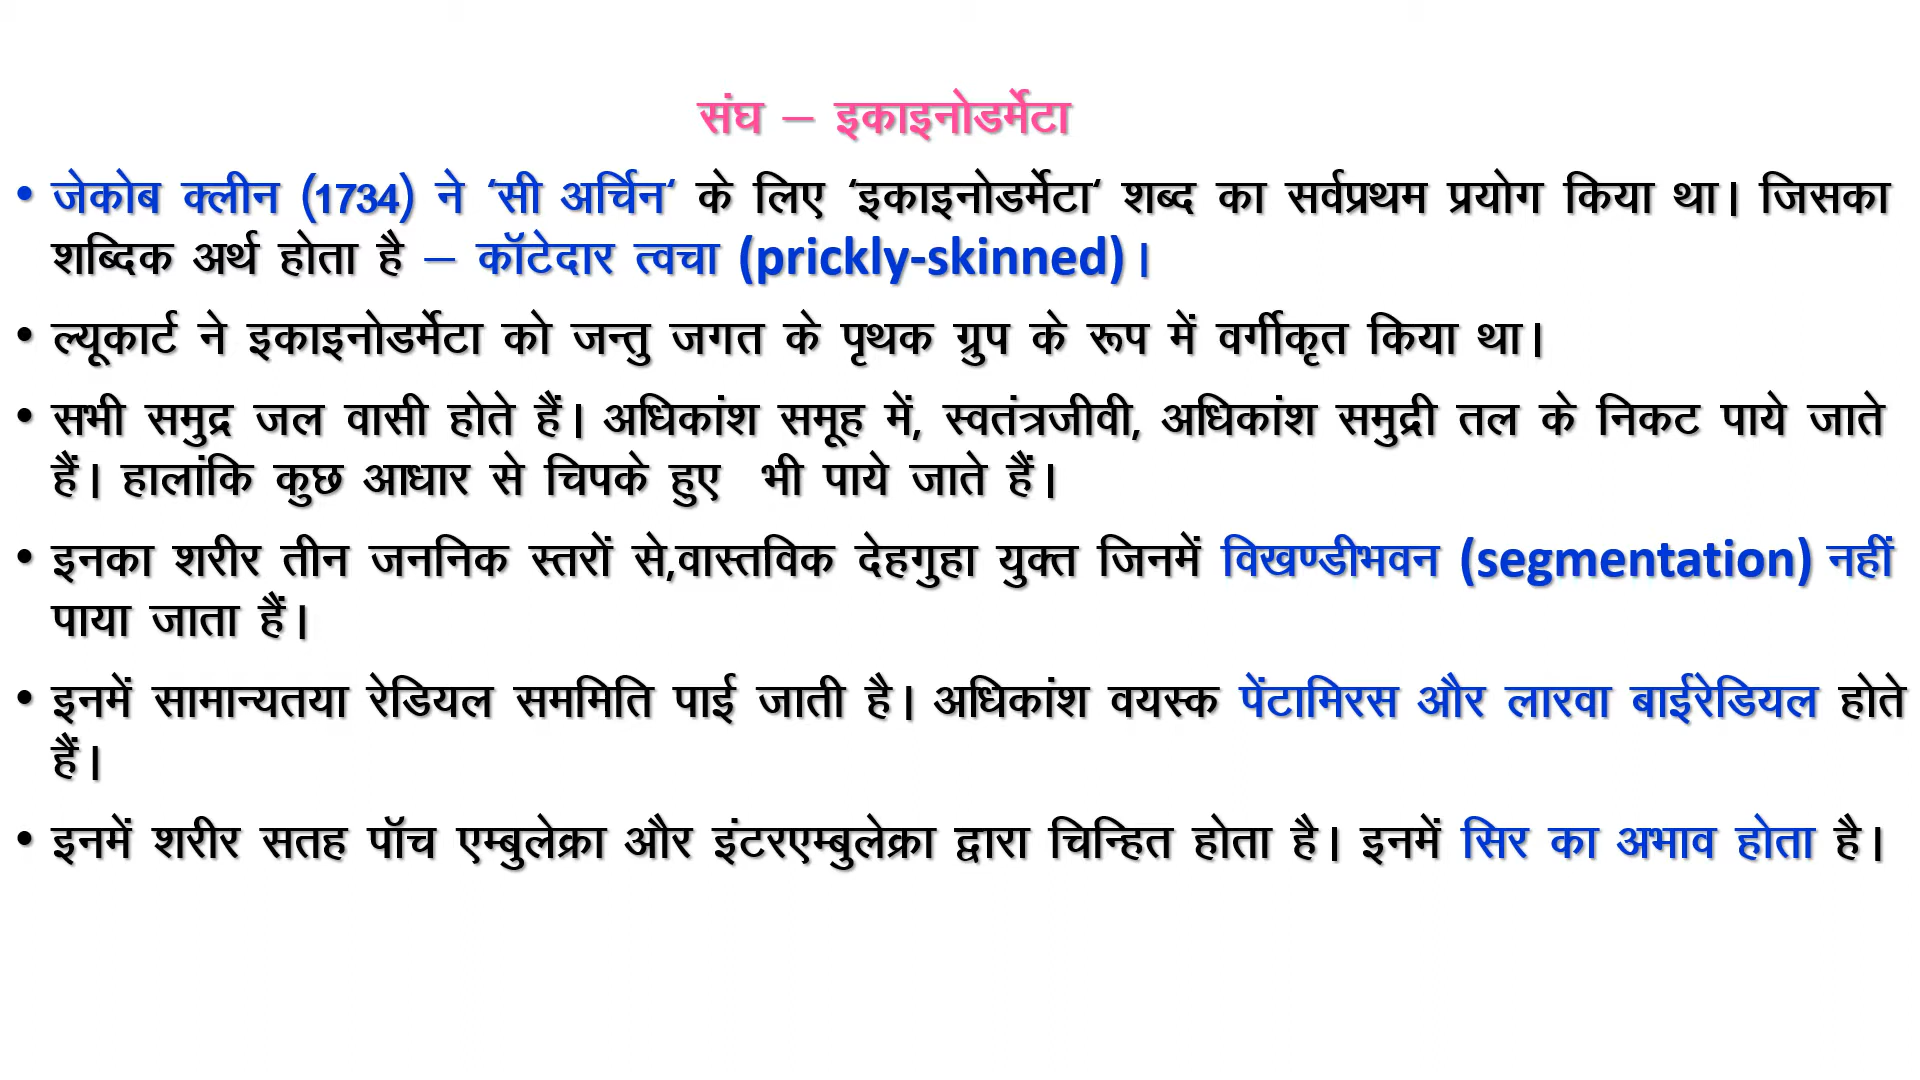 संघ – इकाइनोडर्मेटा
• जेकोब क्लीन (1734) ने ‘सी अर्चिन‘ के लिए ‘इकाइनोडर्मेटा‘ शब्द का सर्वप्रथम प्रयोग किया था। जिसका
शब्दिक अर्थ होता है – कॉटेदार त्वचा (prickly-skinned)।
• ल्यूकार्ट ने इकाइनोडर्मेटा को जन्तु जगत के पृथक ग्रुप के रूप में वर्गीकृत किया था।
• सभी समुद्र जल वासी होते हैं। अधिकांश समूह में, स्वतंत्रजीवी, अधिकांश समुद्री तल के निकट पाये जाते
हैं। हालांकि कुछ आधार से चिपके हुए भी पाये जाते हैं।
• इनका शरीर तीन जननिक स्तरों से,वास्तविक देहगुहा युक्त जिनमें विखण्डीभवन (segmentation) नहीं
पाया जाता हैं।
• इनमें सामान्यतया रेडियल सममिति पाई जाती है। अधिकांश वयस्क पेंटामिरस और लारवा बाईरेडियल होते
हैं।
• इनमें शरीर सतह पॉच एम्बुलेक्रा और इंटरएम्बुलेक्रा द्वारा चिन्हित होता है। इनमें सिर का अभाव होता है।